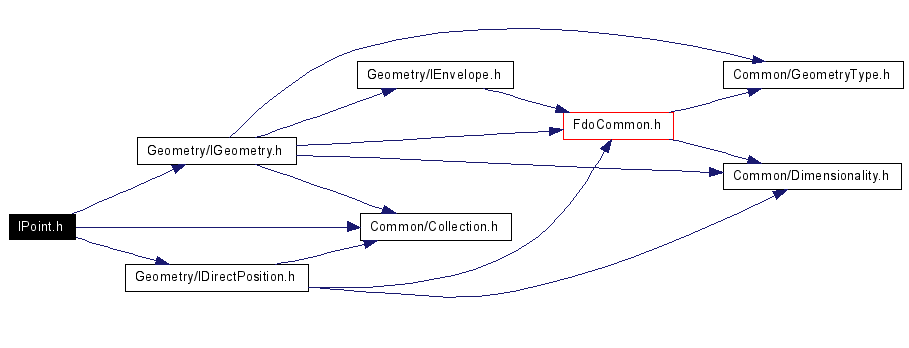 Geometry/IEnvelope.h
Common/GeometryType.h
FdoCommon.h
Geometry/IGeometry.h
Common/Dimensionality.h
IPoint.h
Common/Collection.h
Geometry/IDirectPosition.h